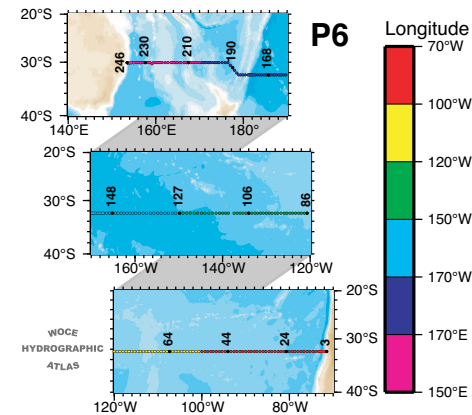 P6
Longitude
20°S
30°S
40°S
246
230
210
190
168
140°E
160°E
180°
20°S
30°S
40°S
148
127
106
86
160°W
140°W
120°W
20°S
30°S
40°S
64
44
24
3
120°W
100°W
80°W
WOCE
HYDROGRAPHIC
ATLAS
70°W
100°W
120°W
150°W
170°W
170°E
150°E